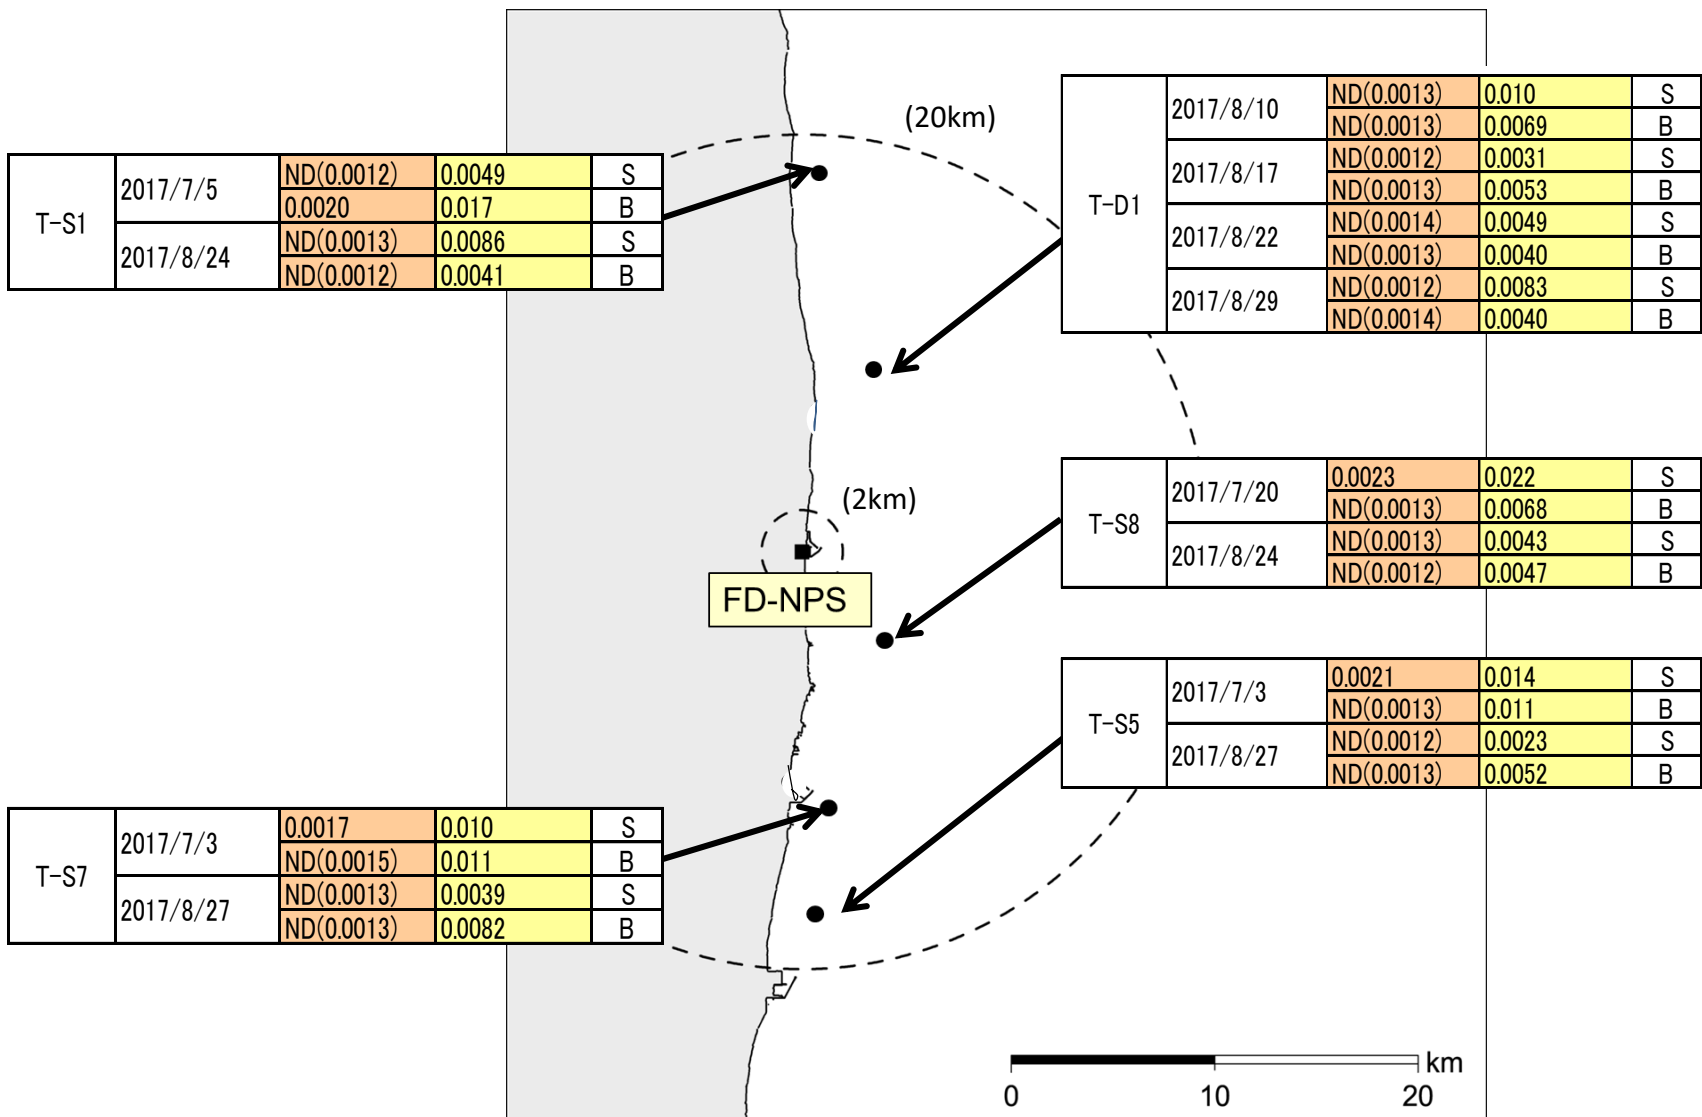 (20km)
T-S1
2017/7/5 ND(0.0012) 0.0049 S
0.0020 0.017 B
2017/8/24 ND(0.0013) 0.0086 S
ND(0.0012) 0.0041 B
T-D1
2017/8/10 ND(0.0013) 0.010 S
ND(0.0013) 0.0069 B
2017/8/17 ND(0.0012) 0.0031 S
ND(0.0013) 0.0053 B
2017/8/22 ND(0.0014) 0.0049 S
ND(0.0013) 0.0040 B
2017/8/29 ND(0.0012) 0.0083 S
ND(0.0014) 0.0040 B
(2km)
FD-NPS
T-S8
2017/7/20 0.0023 0.022 S
ND(0.0013) 0.0068 B
2017/8/24 ND(0.0013) 0.0043 S
ND(0.0012) 0.0047 B
T-S5
2017/7/3 0.0021 0.014 S
ND(0.0013) 0.011 B
2017/8/27 ND(0.0012) 0.0023 S
ND(0.0013) 0.0052 B
T-S7
2017/7/3 0.0017 0.010 S
ND(0.0015) 0.011 B
2017/8/27 ND(0.0013) 0.0039 S
ND(0.0013) 0.0082 B
km
0 10 20